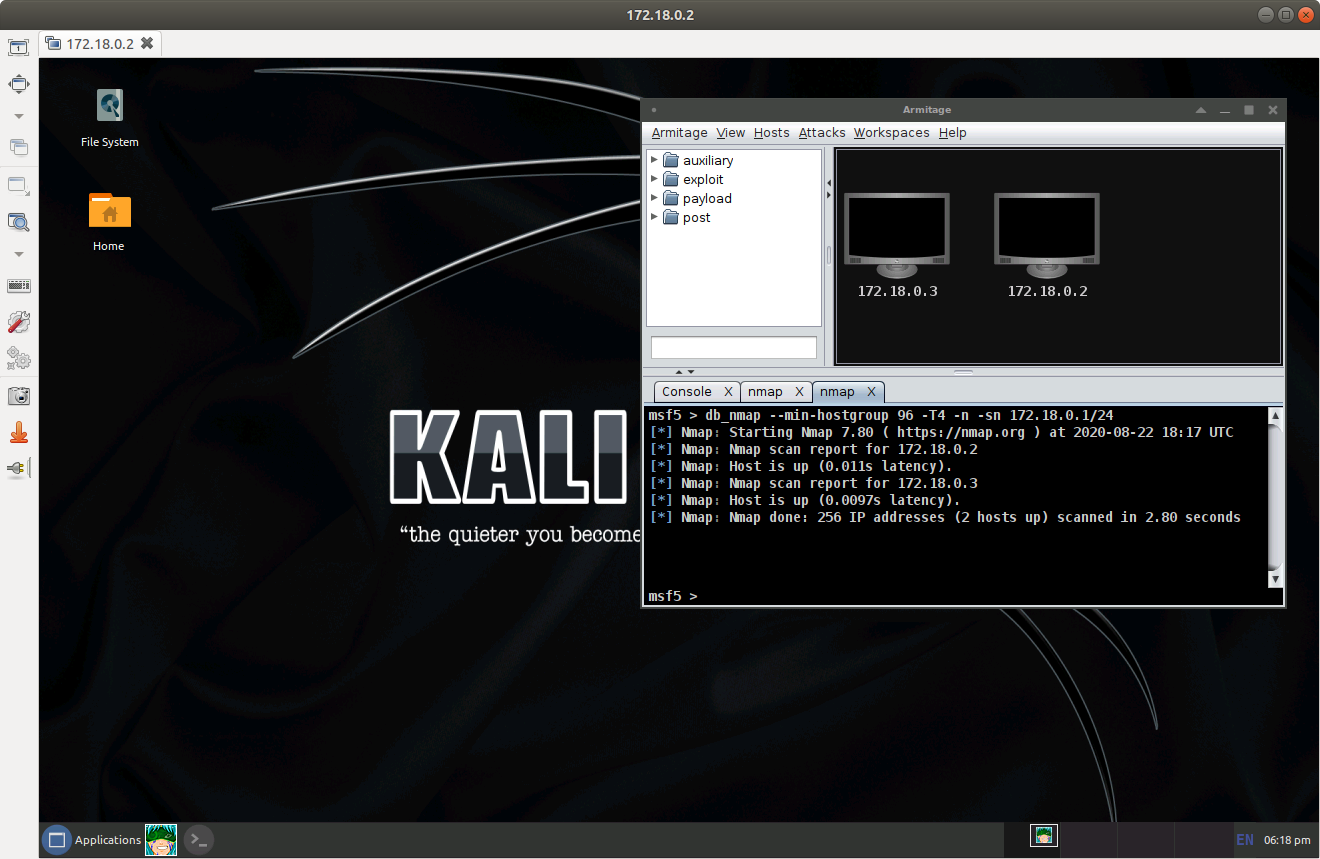 172.18.0.2
172.18.0.2
File System
Home
KALI
“the quieter you become
Armitage
Armitage View Hosts Attacks Workspaces Help
auxiliary
exploit
payload
post
172.18.0.3
172.18.0.2
Console X nmap X nmap X
msf5 > db_nmap --min-hostgroup 96 -T4 -n -sn 172.18.0.1/24
[*] Nmap: Starting Nmap 7.80 ( https://nmap.org ) at 2020-08-22 18:17 UTC
[*] Nmap: Nmap scan report for 172.18.0.2
[*] Nmap: Host is up (0.011s latency).
[*] Nmap: Nmap scan report for 172.18.0.3
[*] Nmap: Host is up (0.0097s latency).
[*] Nmap: Nmap done: 256 IP addresses (2 hosts up) scanned in 2.80 seconds
msf5 >
Applications
EN 06:18 pm